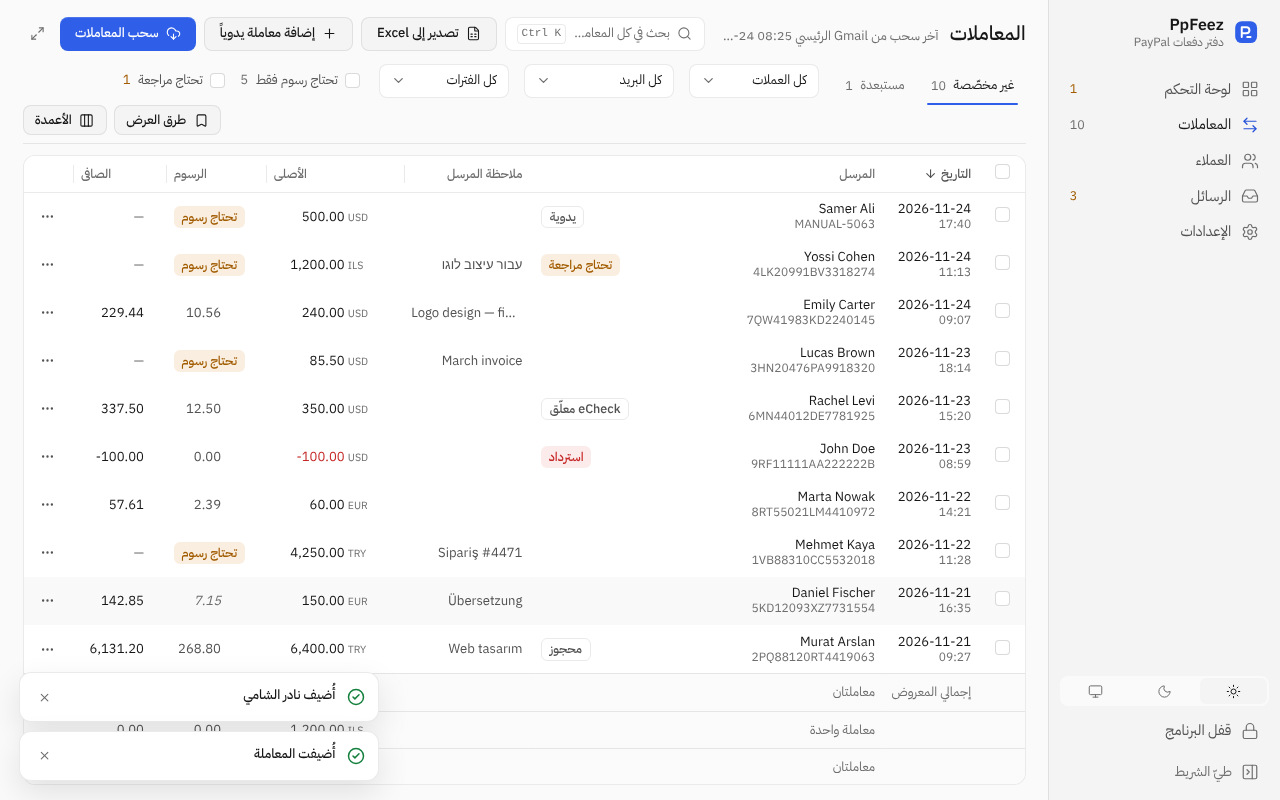 PpFeez
دفتر دفعات PayPal
لوحة التحكم 1
المعاملات 10
العملاء
الرسائل 3
الإعدادات
قفل البرنامج
طيّ الشريط
المعاملات
آخر سحب من Gmail الرئيسي 08:25 24-...
بحث في كل المعامـ... Ctrl K
تصدير إلى Excel
إضافة معاملة يدوياً
سحب المعاملات
غير مخصّصة 10
مستبعدة 1
كل العملات
كل البريد
كل الفترات
تحتاج رسوم فقط 5
تحتاج مراجعة 1
طرق العرض
الأعمدة
التاريخ المرسل ملاحظة المرسل الأصلي الرسوم الصافي
2026-11-24 Samer Ali يدوية 500.00 USD تحتاج رسوم —
17:40 MANUAL-5063
2026-11-24 Yossi Cohen تحتاج مراجعة עבור עיצוב לוגו 1,200.00 ILS تحتاج رسوم —
11:13 4LK20991BV3318274
2026-11-24 Emily Carter Logo design — fi... 240.00 USD 10.56 229.44
09:07 7QW41983KD2240145
2026-11-23 Lucas Brown March invoice 85.50 USD تحتاج رسوم —
18:14 3HN20476PA9918320
2026-11-23 Rachel Levi eCheck معلّق 350.00 USD 12.50 337.50
15:20 6MN44012DE7781925
2026-11-23 John Doe استرداد -100.00 USD 0.00 -100.00
08:59 9RF11111AA222222B
2026-11-22 Marta Nowak 60.00 EUR 2.39 57.61
14:21 8RT55021LM4410972
2026-11-22 Mehmet Kaya Sipariş #4471 4,250.00 TRY تحتاج رسوم —
11:28 1VB88310CC5532018
2026-11-21 Daniel Fischer Übersetzung 150.00 EUR 7.15 142.85
16:35 5KD12093XZ7731554
2026-11-21 Murat Arslan محجوز Web tasarım 6,400.00 TRY 268.80 6,131.20
09:27 2PQ88120RT4419063
إجمالي المعروض معاملتان
معاملة واحدة 1,200.00 ILS 0.00 0.00
معاملتان
أُضيف نادر الشامي
أُضيفت المعاملة